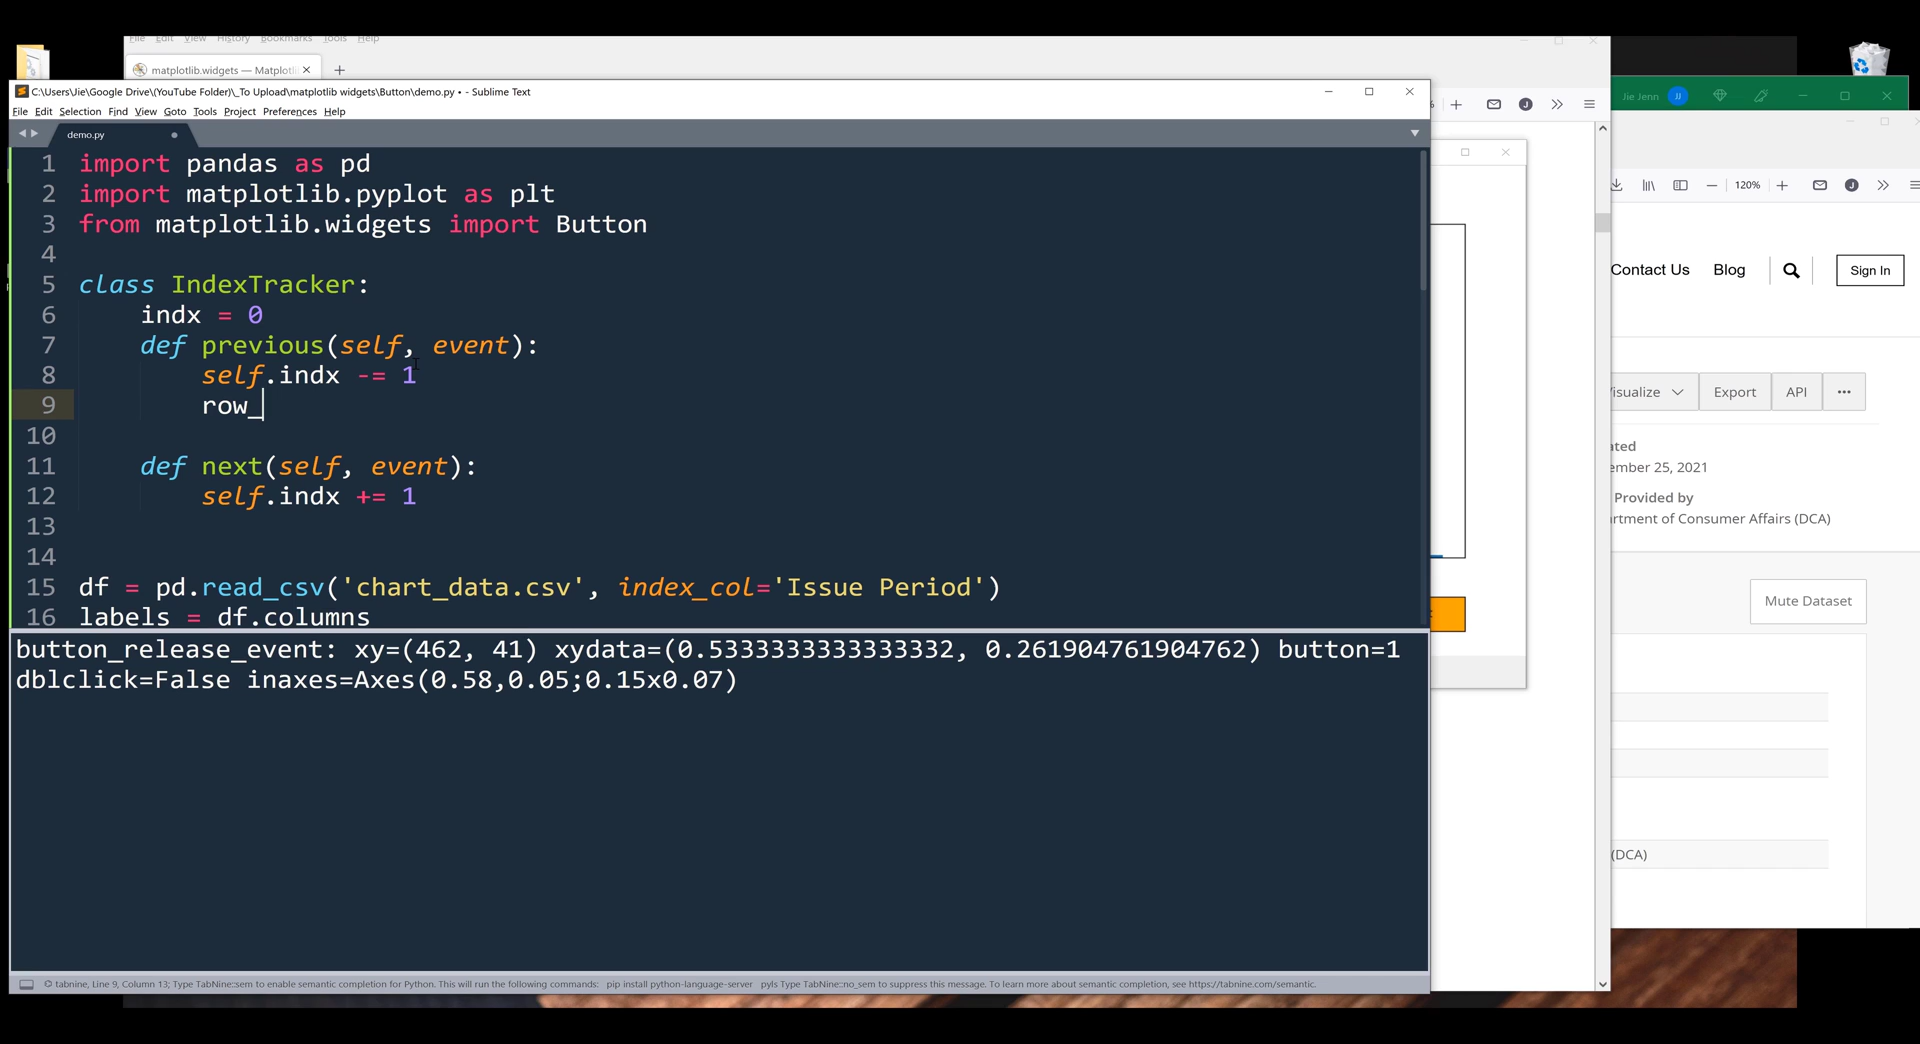 File Edit View History Bookmarks Tools Help
matplotlib.widgets — Matplotli
C:\Users\Jie\Google Drive\(YouTube Folder)\_To Upload\matplotlib widgets\Button\demo.py • - Sublime Text
File Edit Selection Find View Goto Tools Project Preferences Help
demo.py
1 import pandas as pd
2 import matplotlib.pyplot as plt
3 from matplotlib.widgets import Button
4
5 class IndexTracker:
6 indx = 0
7 def previous(self, event):
8 self.indx -= 1
9 row_
10
11 def next(self, event):
12 self.indx += 1
13
14
15 df = pd.read_csv('chart_data.csv', index_col='Issue Period')
16 labels = df.columns
button_release_event: xy=(462, 41) xydata=(0.5333333333333332, 0.261904761904762) button=1
dblclick=False inaxes=Axes(0.58,0.05;0.15x0.07)
tabnine, Line 9, Column 13; Type TabNine::sem to enable semantic completion for Python. This will run the following commands: pip install python-language-server pyls Type TabNine::no_sem to suppress this message. To learn more about semantic completion, see https://tabnine.com/semantic.
Jie Jenn JJ
J
120% J
Contact Us Blog Sign In
isualize Export API
ated
ember 25, 2021
Provided by
rtment of Consumer Affairs (DCA)
Mute Dataset
(DCA)